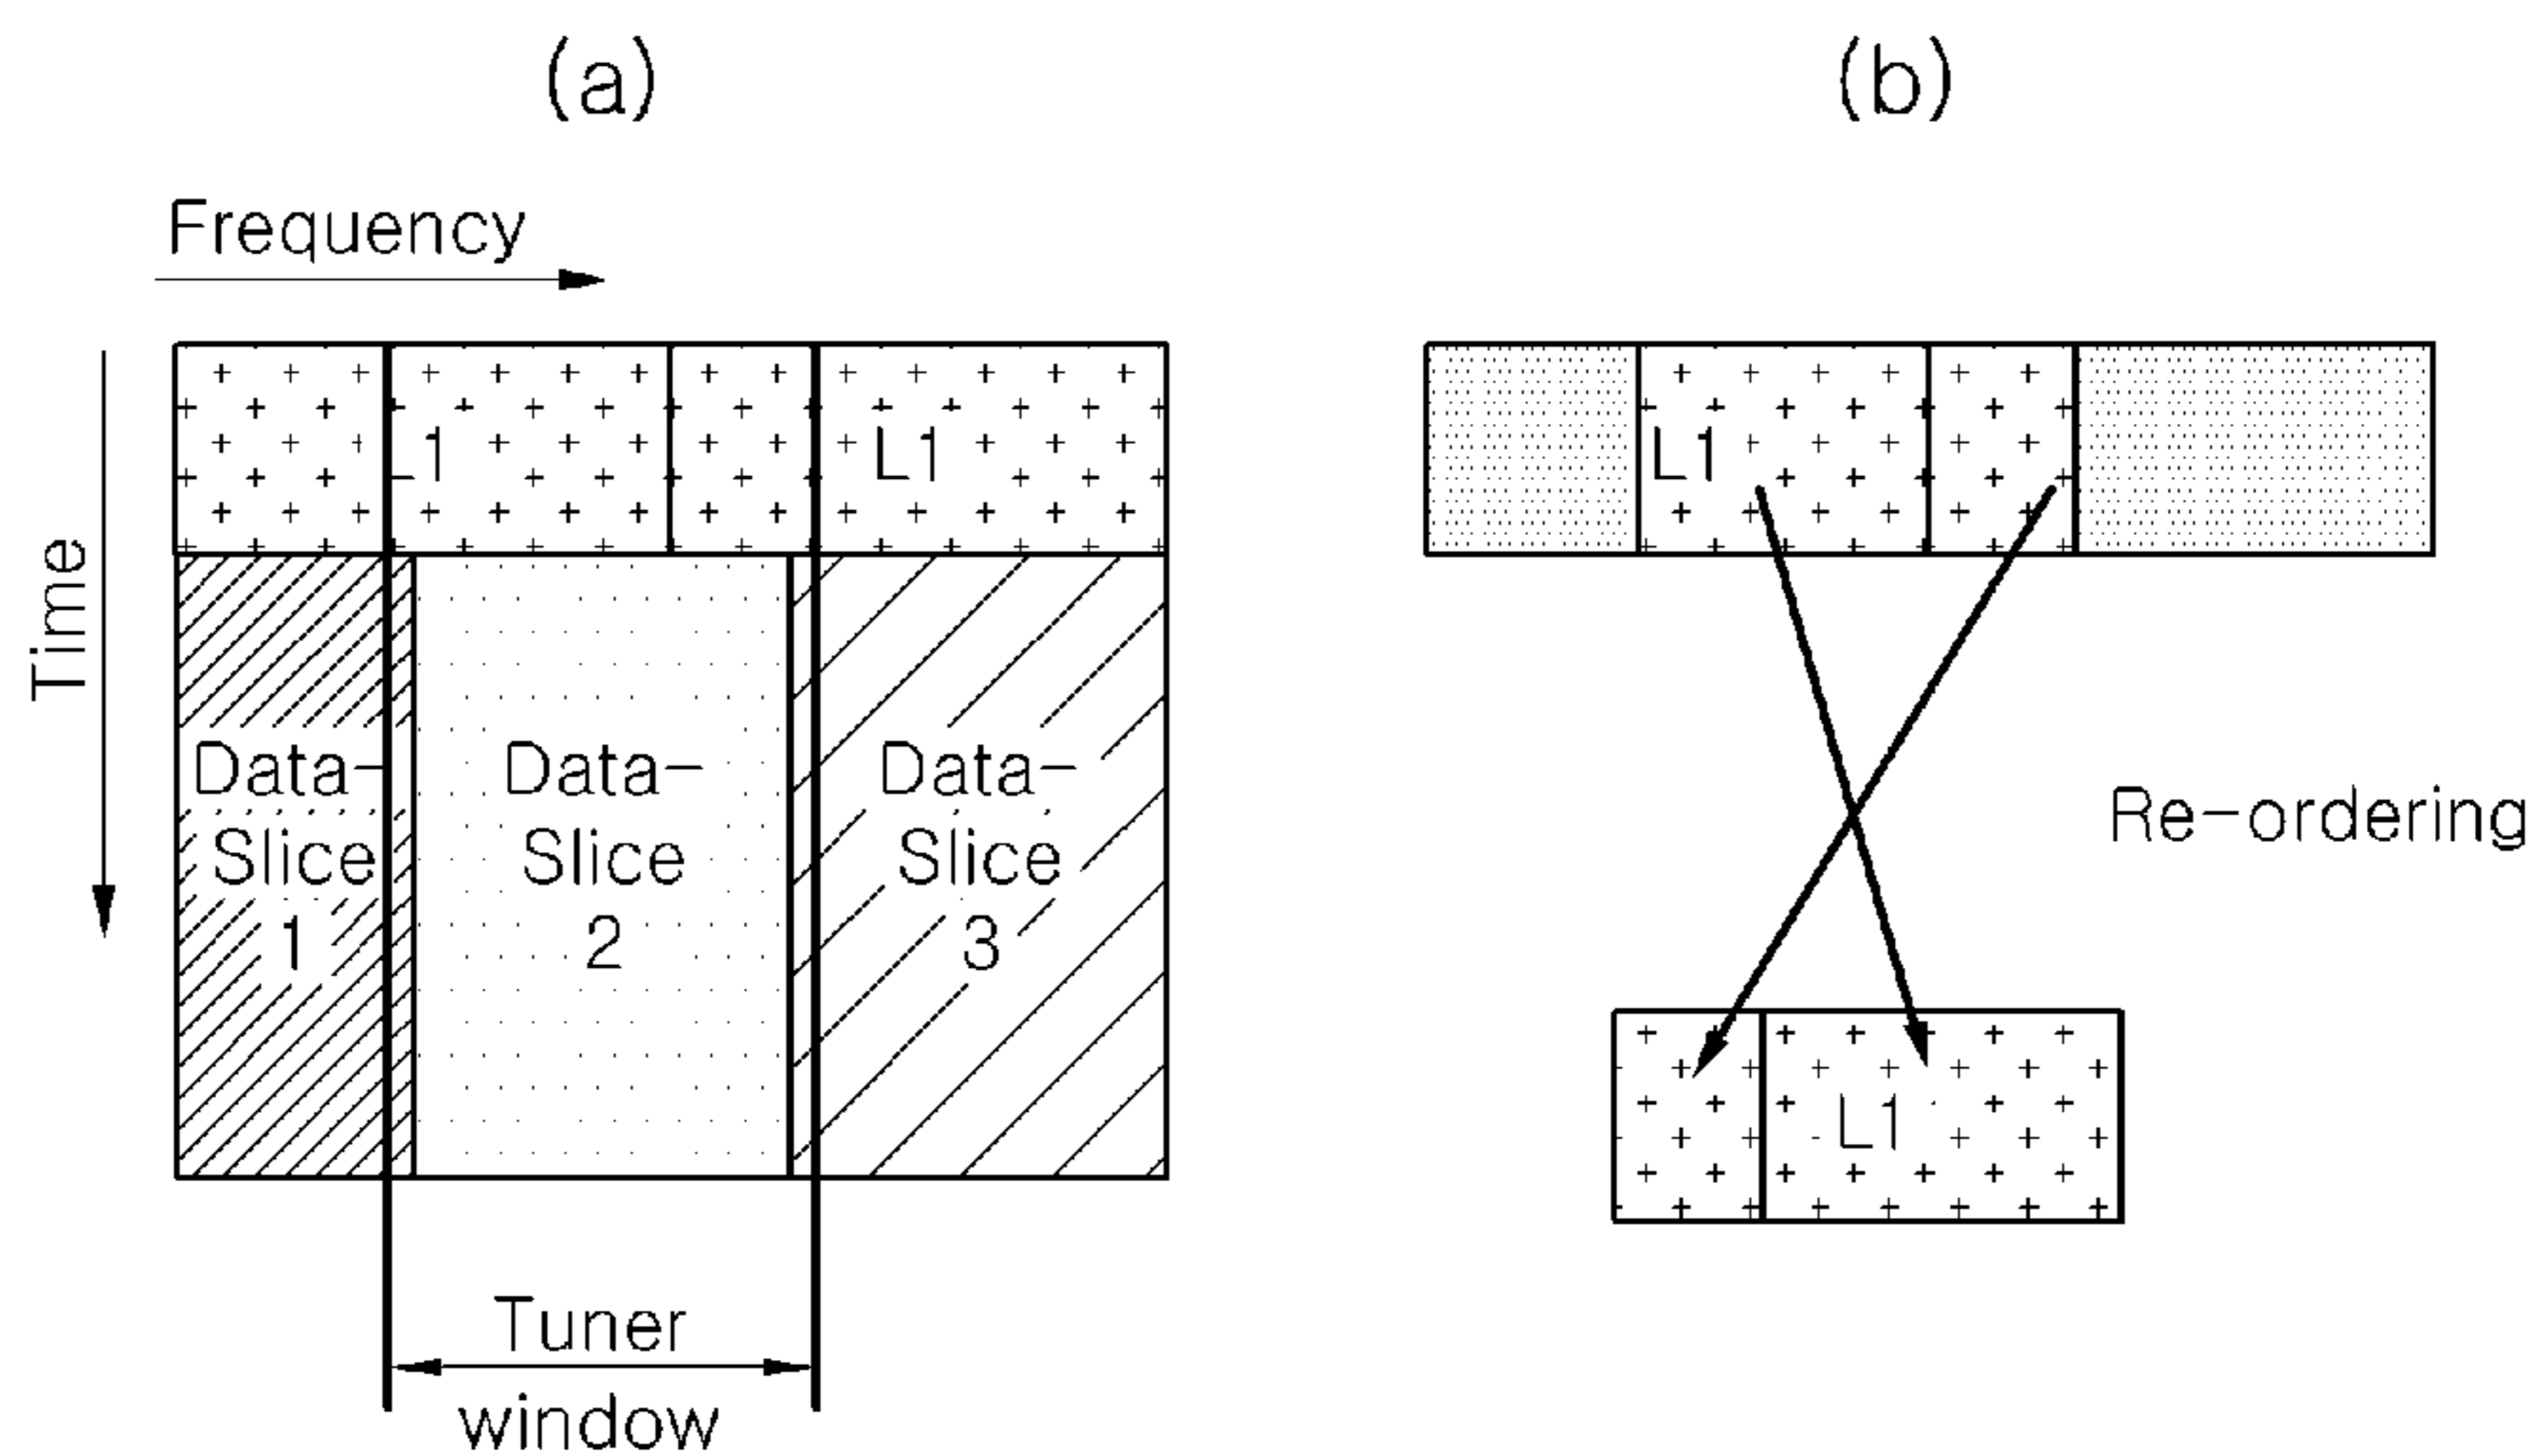 (a)
(b)
Frequency
Time
L1
L1
L1
Data-
Slice
1
Data-
Slice
2
Data-
Slice
3
Re-ordering
L1
Tuner
window